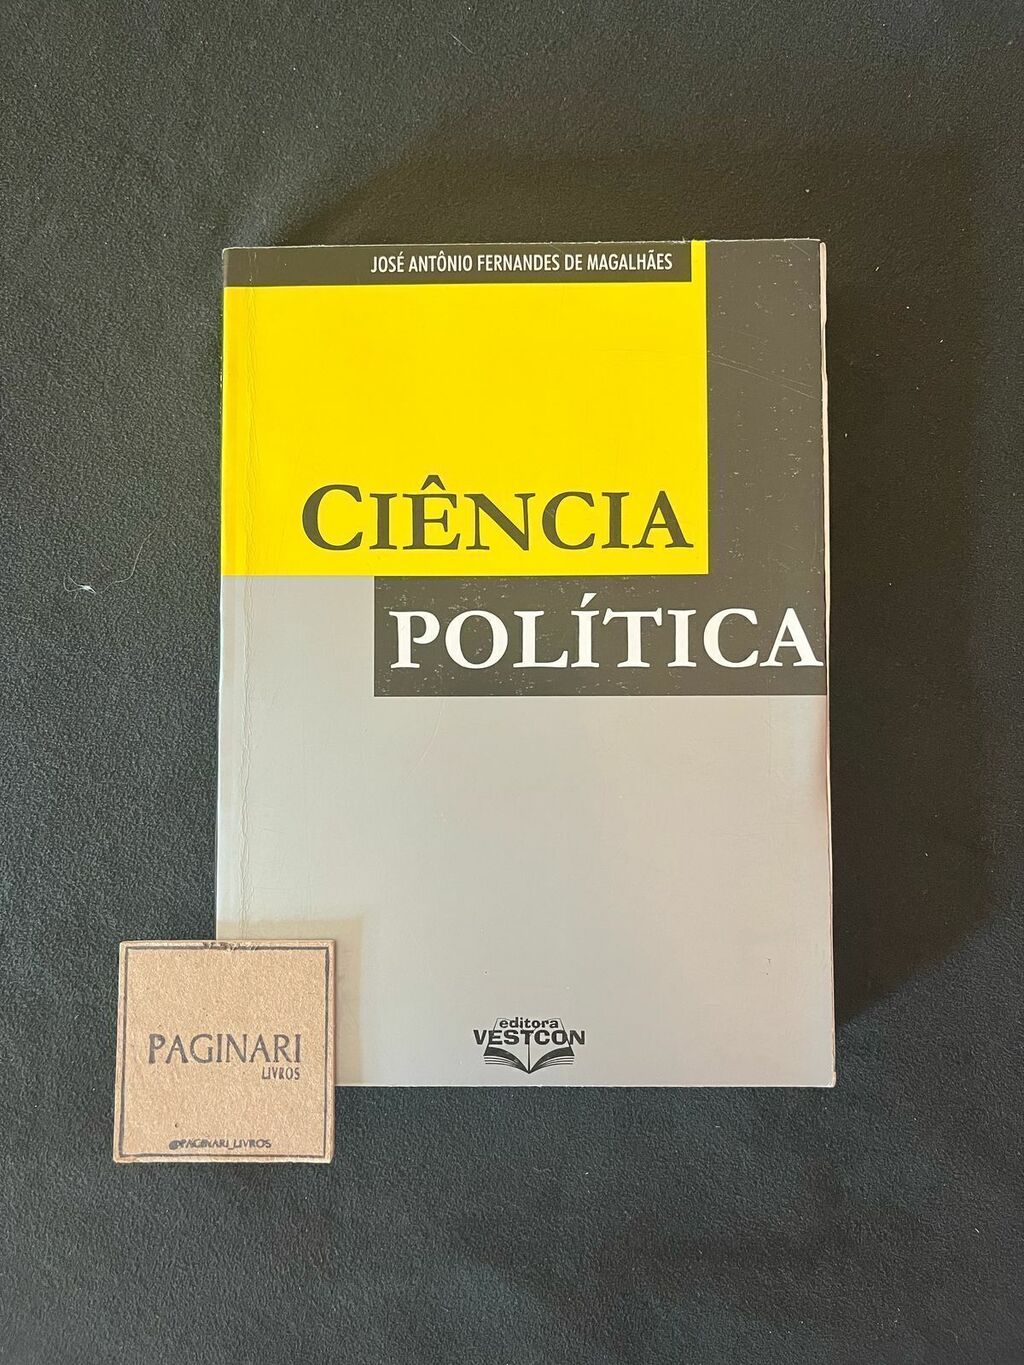 JOSÉ ANTÔNIO FERNANDES DE MAGALHÃES
CIÊNCIA
POLÍTICA
editora
VESTCON
PAGINARI
LIVROS
@PAGINARI_LIVROS